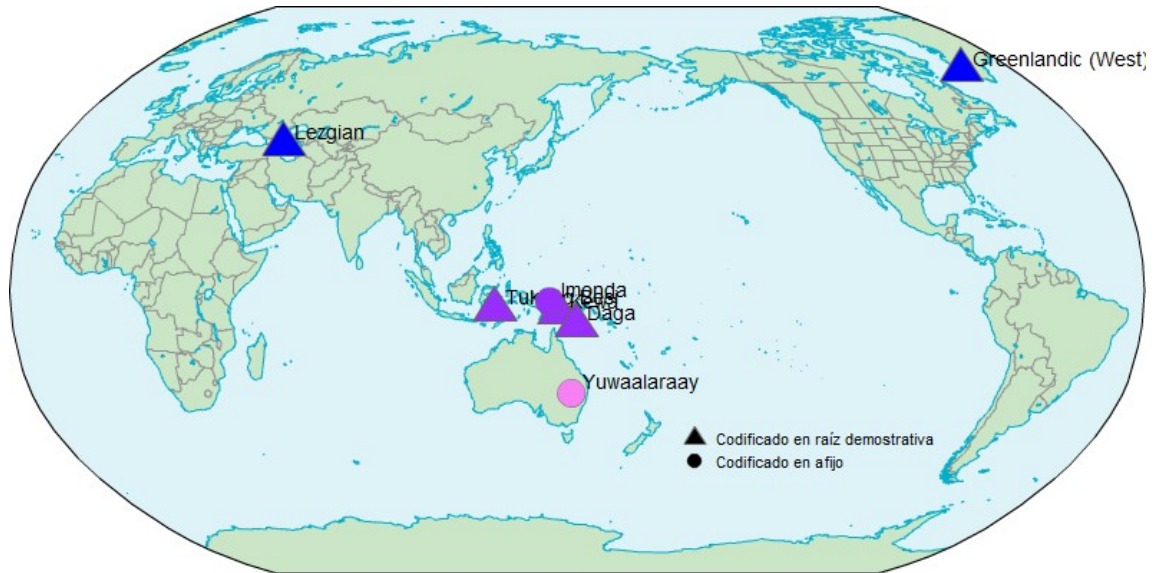 Greenlandic (West)
Lezgian
Imonda
Daga
Yuwaalaraay
Codificado en raíz demostrativa
Codificado en afijo